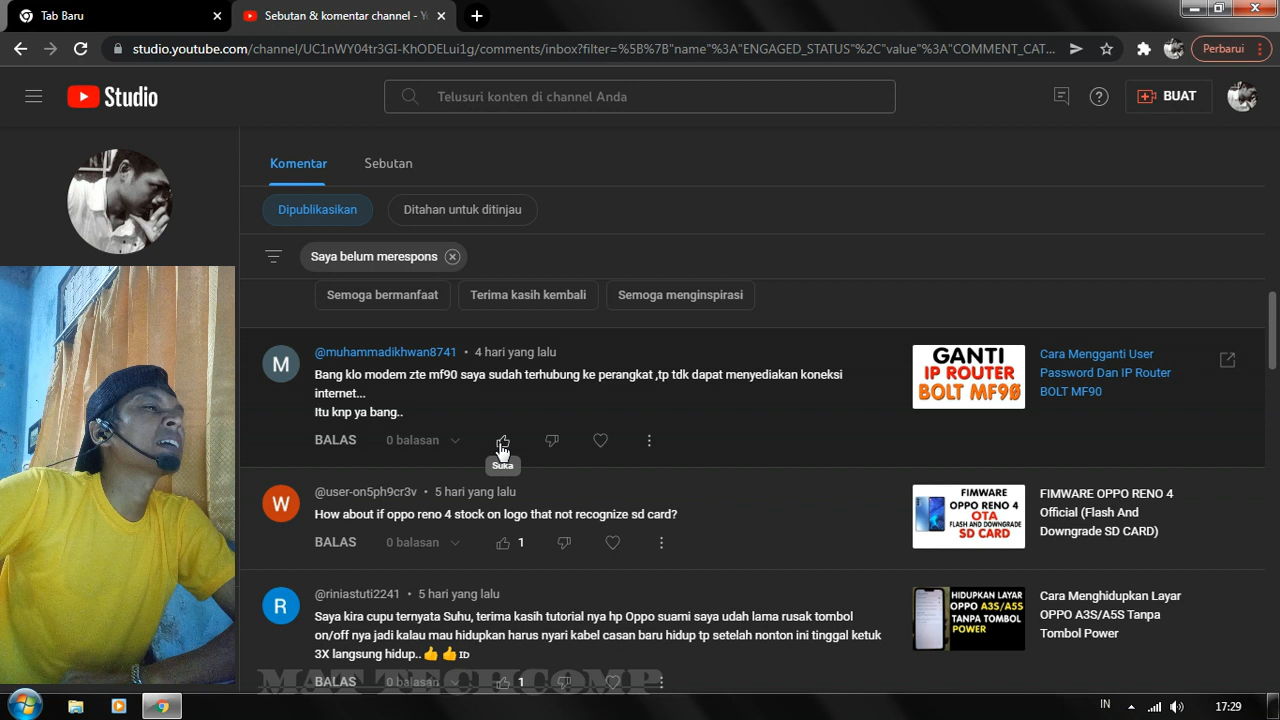 Tab Baru
Sebutan & komentar channel - Yo
studio.youtube.com/channel/UC1nWY04tr3GI-KhODELui1g/comments/inbox?filter=%5B%7B"name"%3A"ENGAGED_STATUS"%2C"value"%3A"COMMENT_CAT...
Perbarui
Studio
Telusuri konten di channel Anda
BUAT
Komentar
Sebutan
Dipublikasikan
Ditahan untuk ditinjau
Saya belum merespons
Semoga bermanfaat
Terima kasih kembali
Semoga menginspirasi
M
@muhammadikhwan8741 • 4 hari yang lalu
Bang klo modem zte mf90 saya sudah terhubung ke perangkat ,tp tdk dapat menyediakan koneksi
internet...
Itu knp ya bang..
BALAS
0 balasan
Suka
GANTI
IP ROUTER
BOLT MF90
Cara Mengganti User
Password Dan IP Router
BOLT MF90
W
@user-on5ph9cr3v • 5 hari yang lalu
How about if oppo reno 4 stock on logo that not recognize sd card?
BALAS
0 balasan
1
FIMWARE
OPPO RENO 4
OTA
FLASH AND DOWNGRADE
SD CARD
FIMWARE OPPO RENO 4
Official (Flash And
Downgrade SD CARD)
R
@riniastuti2241 • 5 hari yang lalu
Saya kira cupu ternyata Suhu, terima kasih tutorial nya hp Oppo suami saya udah lama rusak tombol
on/off nya jadi kalau mau hidupkan harus nyari kabel casan baru hidup tp setelah nonton ini tinggal ketuk
3X langsung hidup..👍👍ID
BALAS
0 balasan
1
HIDUPKAN LAYAR
OPPO A3S/A5S
TANPA TOMBOL
POWER
Cara Menghidupkan Layar
OPPO A3S/A5S Tanpa
Tombol Power
MAF TECH COMP
IN
17:29